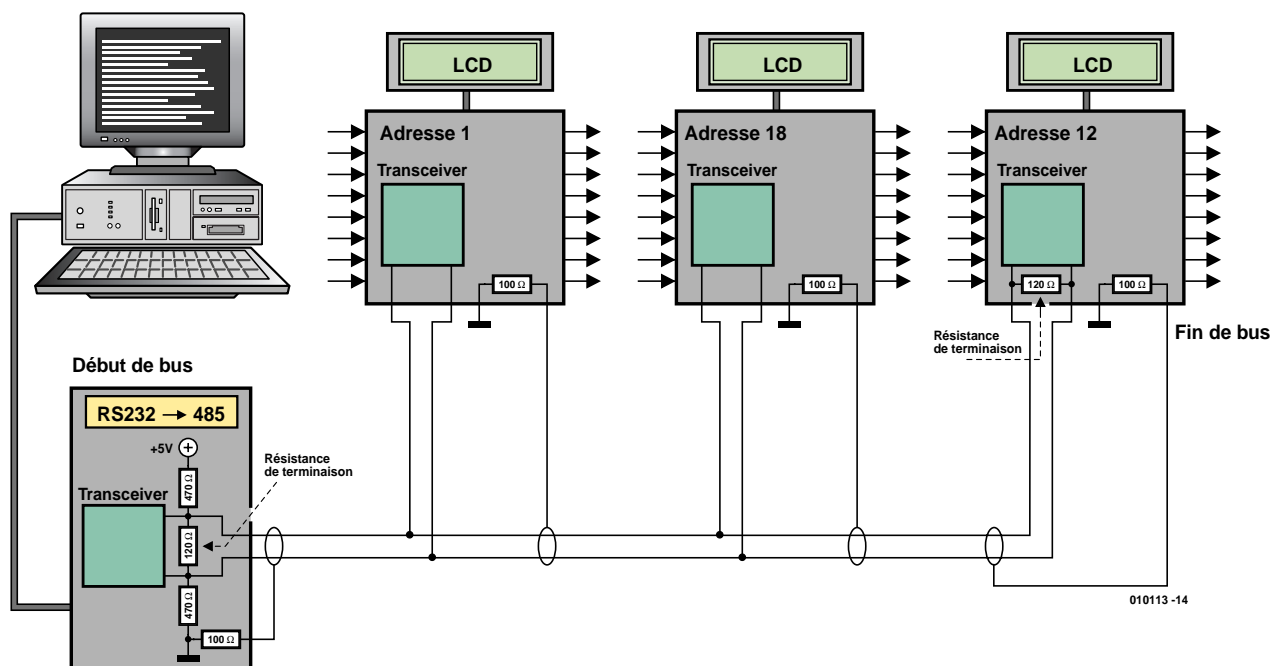 LCD
LCD
LCD
Adresse 1
Adresse 18
Adresse 12
Transceiver
Transceiver
Transceiver
100 Ω
100 Ω
120 Ω
100 Ω
Résistance
de terminaison
Fin de bus
Début de bus
RS232 → 485
+5V
Résistance
de terminaison
470 Ω
Transceiver
120 Ω
470 Ω
100 Ω
010113 -14